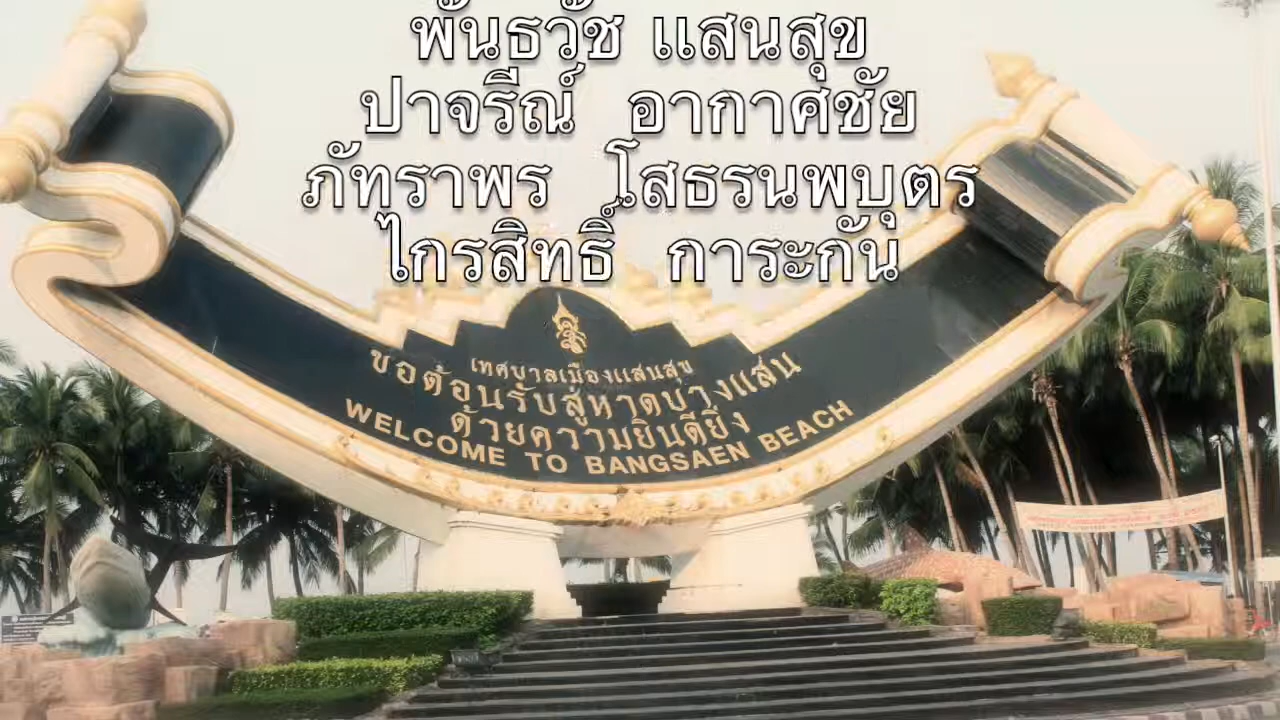 พันธวัช แสนสุข
ปาจรีณ์ อากาศชัย
ภัทราพร โสธรนพบุตร
ไกรสิทธิ์ การะกัน
เทศบาลเมืองแสนสุข
ขอต้อนรับสู่หาดบางแสน
ด้วยความยินดียิ่ง
WELCOME TO BANGSAEN BEACH